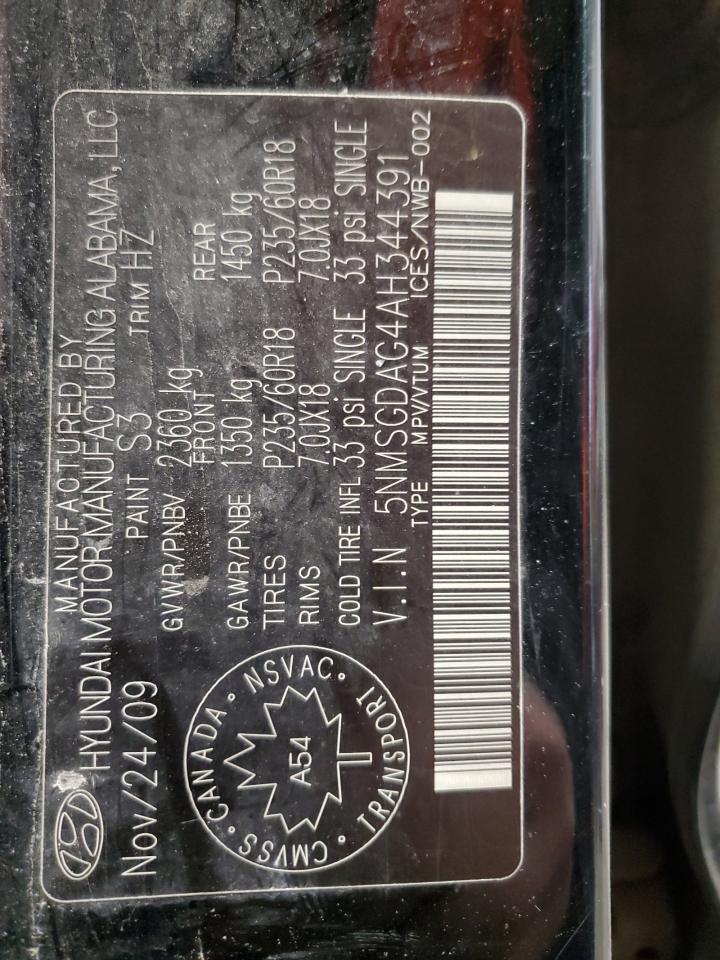 MANUFACTURED BY
HYUNDAI MOTOR MANUFACTURING ALABAMA, LLC
Nov/24/09 PAINT S3 TRIM HZ
GVWR/PNBV 2360 kg
FRONT REAR
GAWR/PNBE 1350 kg 1450 kg
TIRES P235/60R18 P235/60R18
RIMS 7.0JX18 7.0JX18
COLD TIRE INFL 33 psi SINGLE 33 psi SINGLE
V.I.N 5NMSGDAG4AH344391
TYPE MPV/VTUM ICES/NWB-002
CMVSS • CANADA • NSVAC • TRANSPORT •
A54